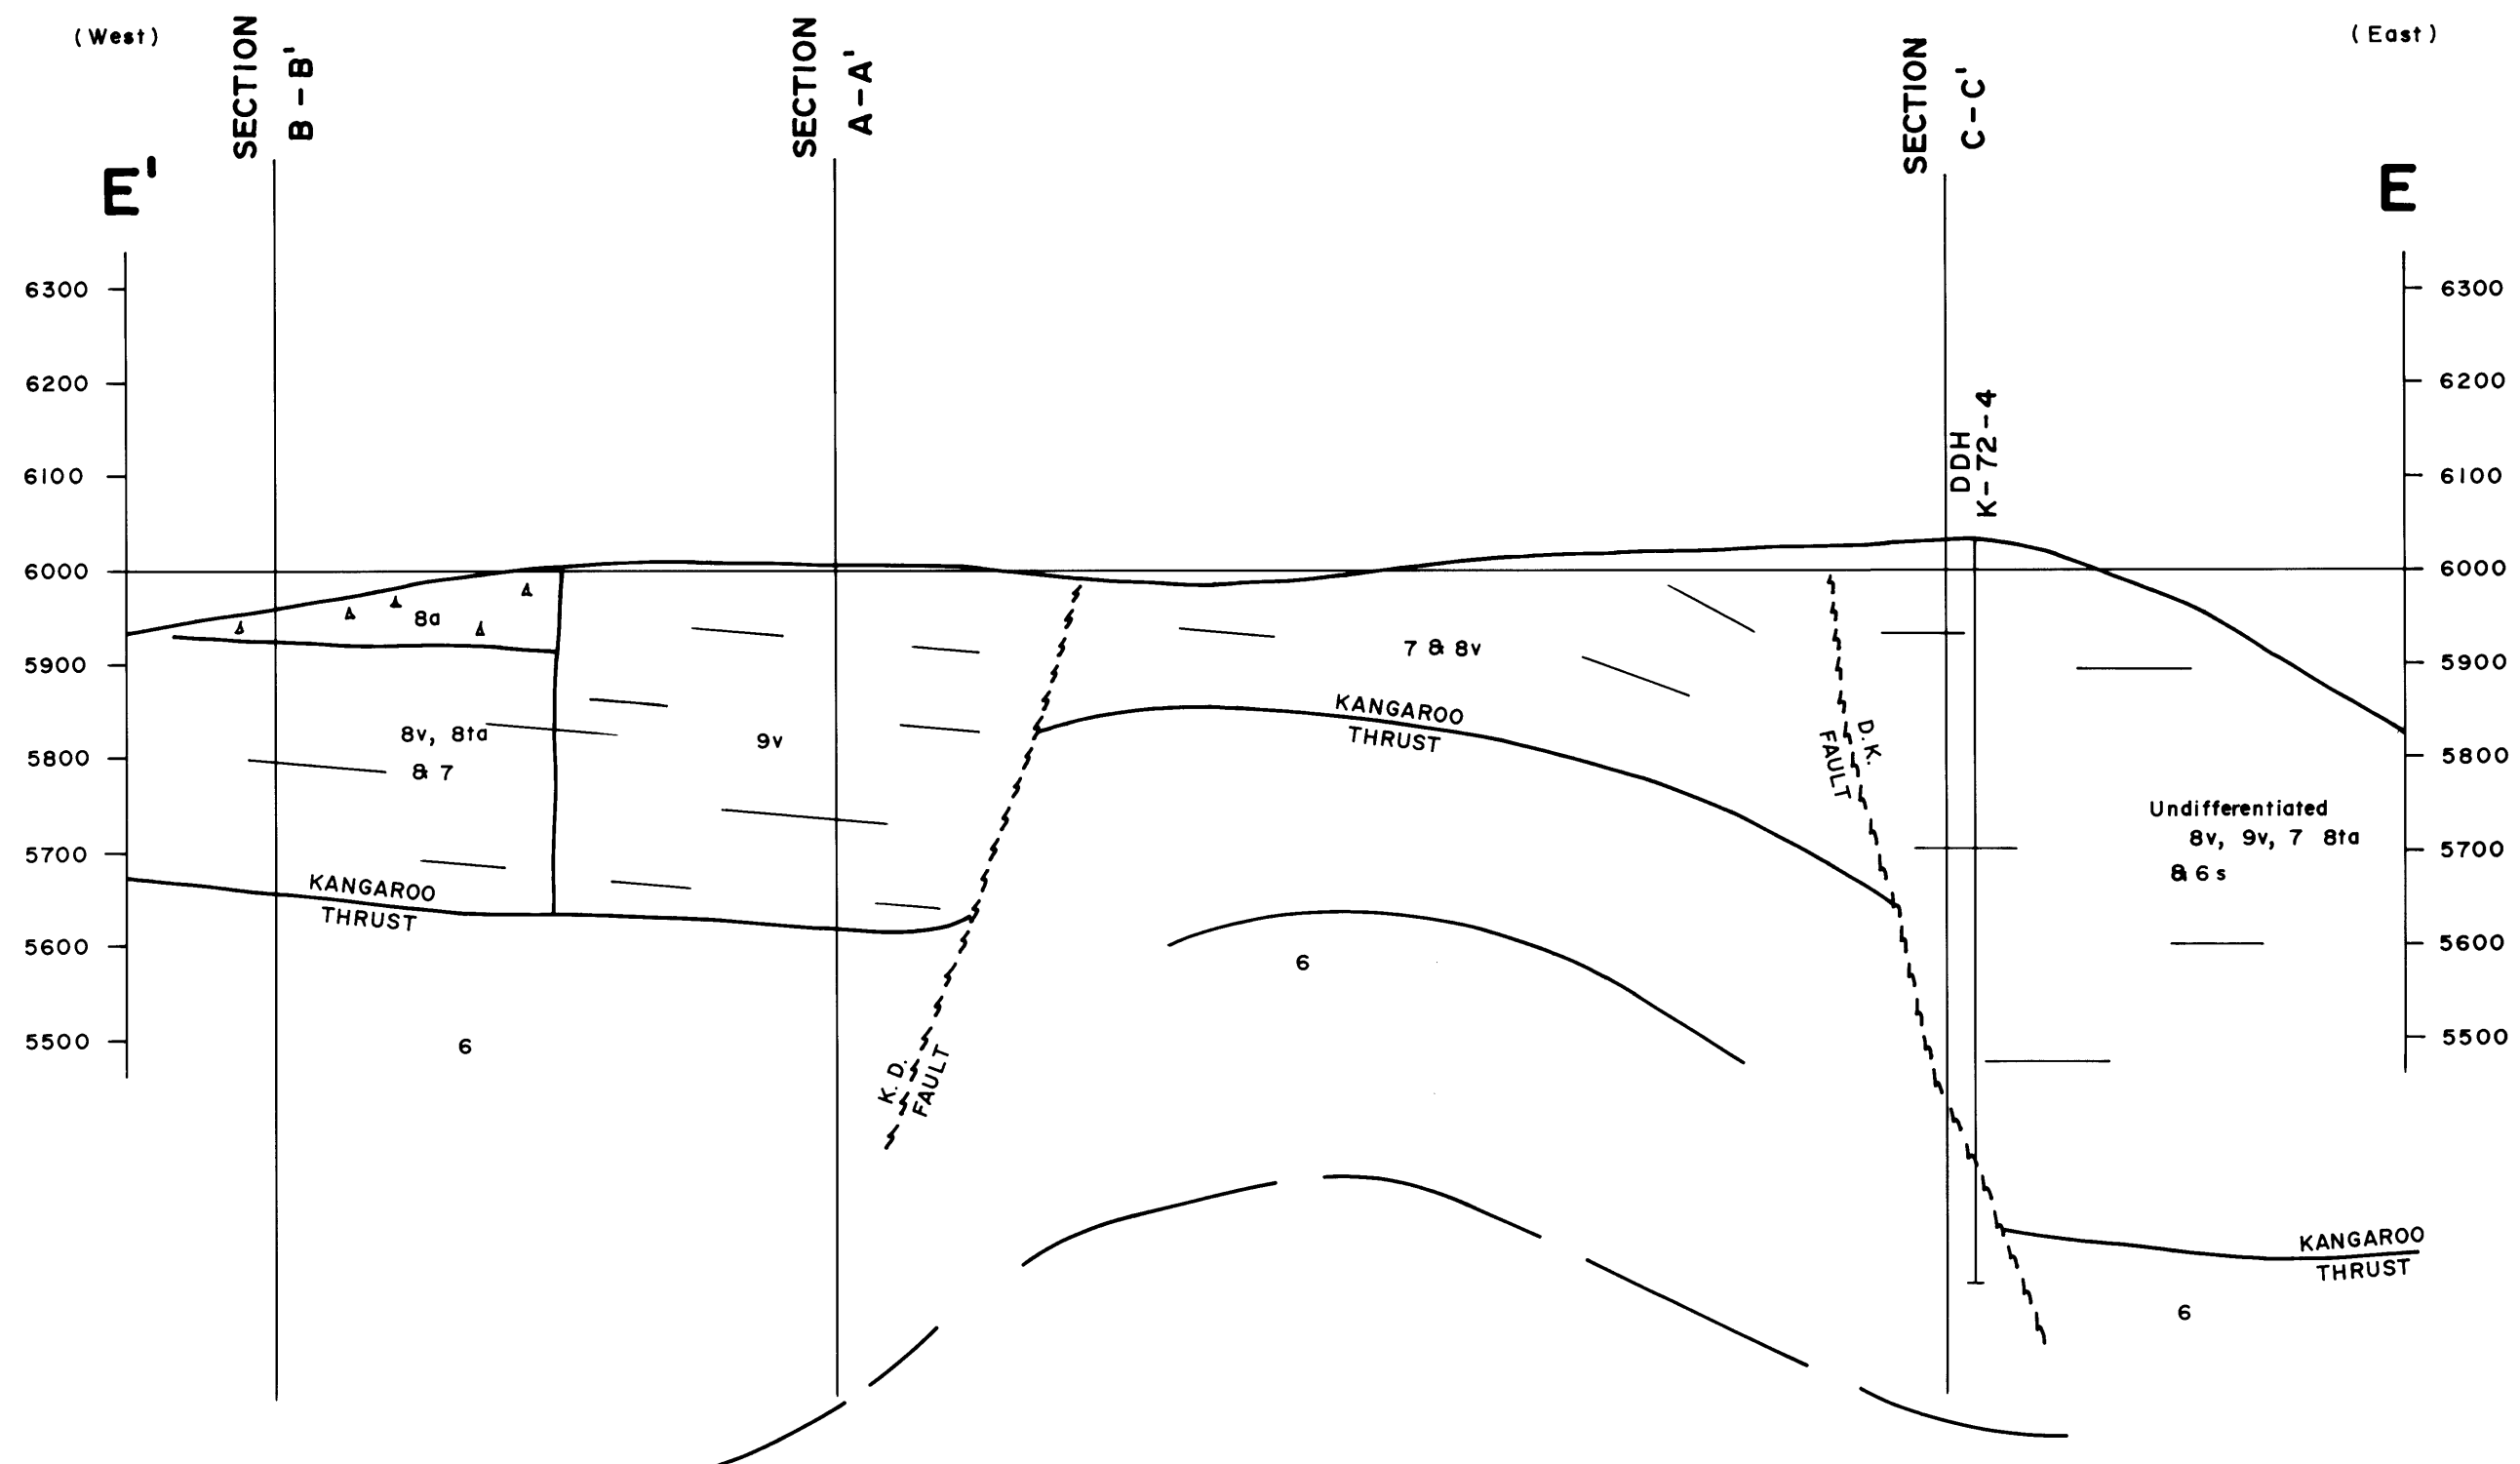 (West)
SECTION
B-B'
SECTION
A-A'
SECTION
C-C'
(East)
E'
E
6300
6200
6100
6000
5900
5800
5700
5600
5500
6300
6200
6100
6000
5900
5800
5700
5600
5500
DDH
K-72-4
8a
8v, 8ta
& 7
9v
7 & 8v
KANGAROO
THRUST
KANGAROO
THRUST
D.K.
FAULT
Undifferentiated
8v, 9v, 7 8ta
& 6s
6
6
K.D.
FAULT
KANGAROO
THRUST
6